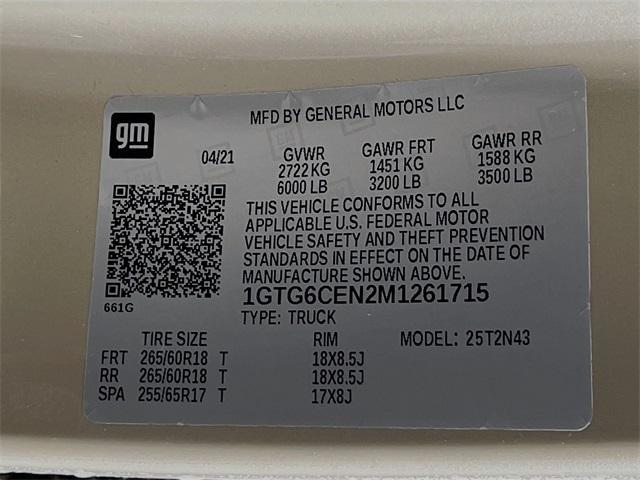 MFD BY GENERAL MOTORS LLC
gm
04/21 GVWR GAWR FRT GAWR RR
2722 KG 1451 KG 1588 KG
6000 LB 3200 LB 3500 LB
THIS VEHICLE CONFORMS TO ALL
APPLICABLE U.S. FEDERAL MOTOR
VEHICLE SAFETY AND THEFT PREVENTION
STANDARDS IN EFFECT ON THE DATE OF
MANUFACTURE SHOWN ABOVE.
1GTG6CEN2M1261715
661G
TYPE: TRUCK
TIRE SIZE RIM MODEL: 25T2N43
FRT 265/60R18 T 18X8.5J
RR 265/60R18 T 18X8.5J
SPA 255/65R17 T 17X8J